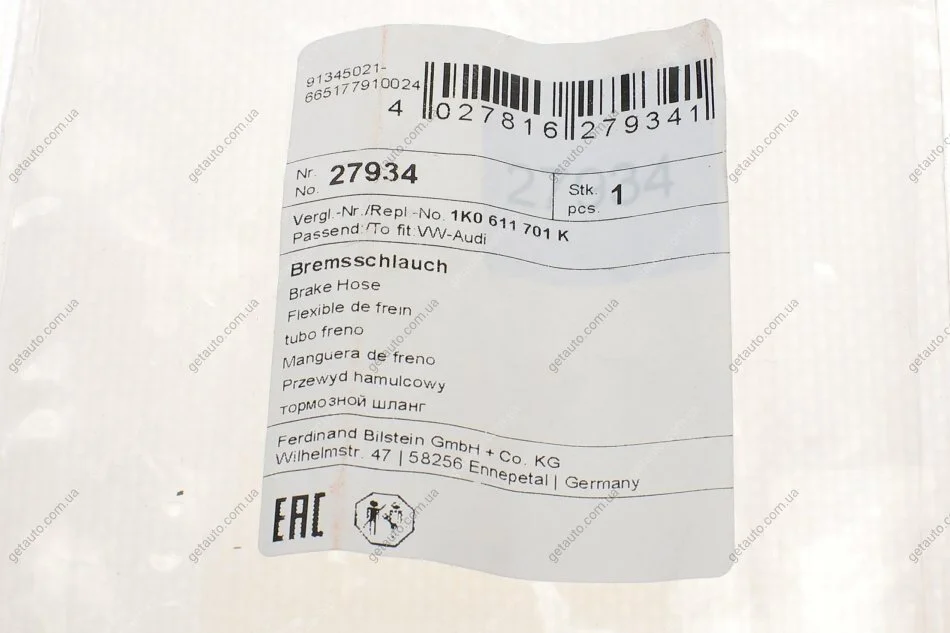 91345021-
665177910024
4 027816 279341
Nr.
No. 27934
Stk.
pcs. 1
Vergl.-Nr./Repl.-No. 1K0 611 701 K
Passend:/To fit:VW-Audi
Bremsschlauch
Brake Hose
Flexible de frein
tubo freno
Manguera de freno
Przewyd hamulcowy
тормозной шланг
Ferdinand Bilstein GmbH + Co. KG
Wilhelmstr. 47 | 58256 Ennepetal | Germany
EAC
27934
getauto.com.ua